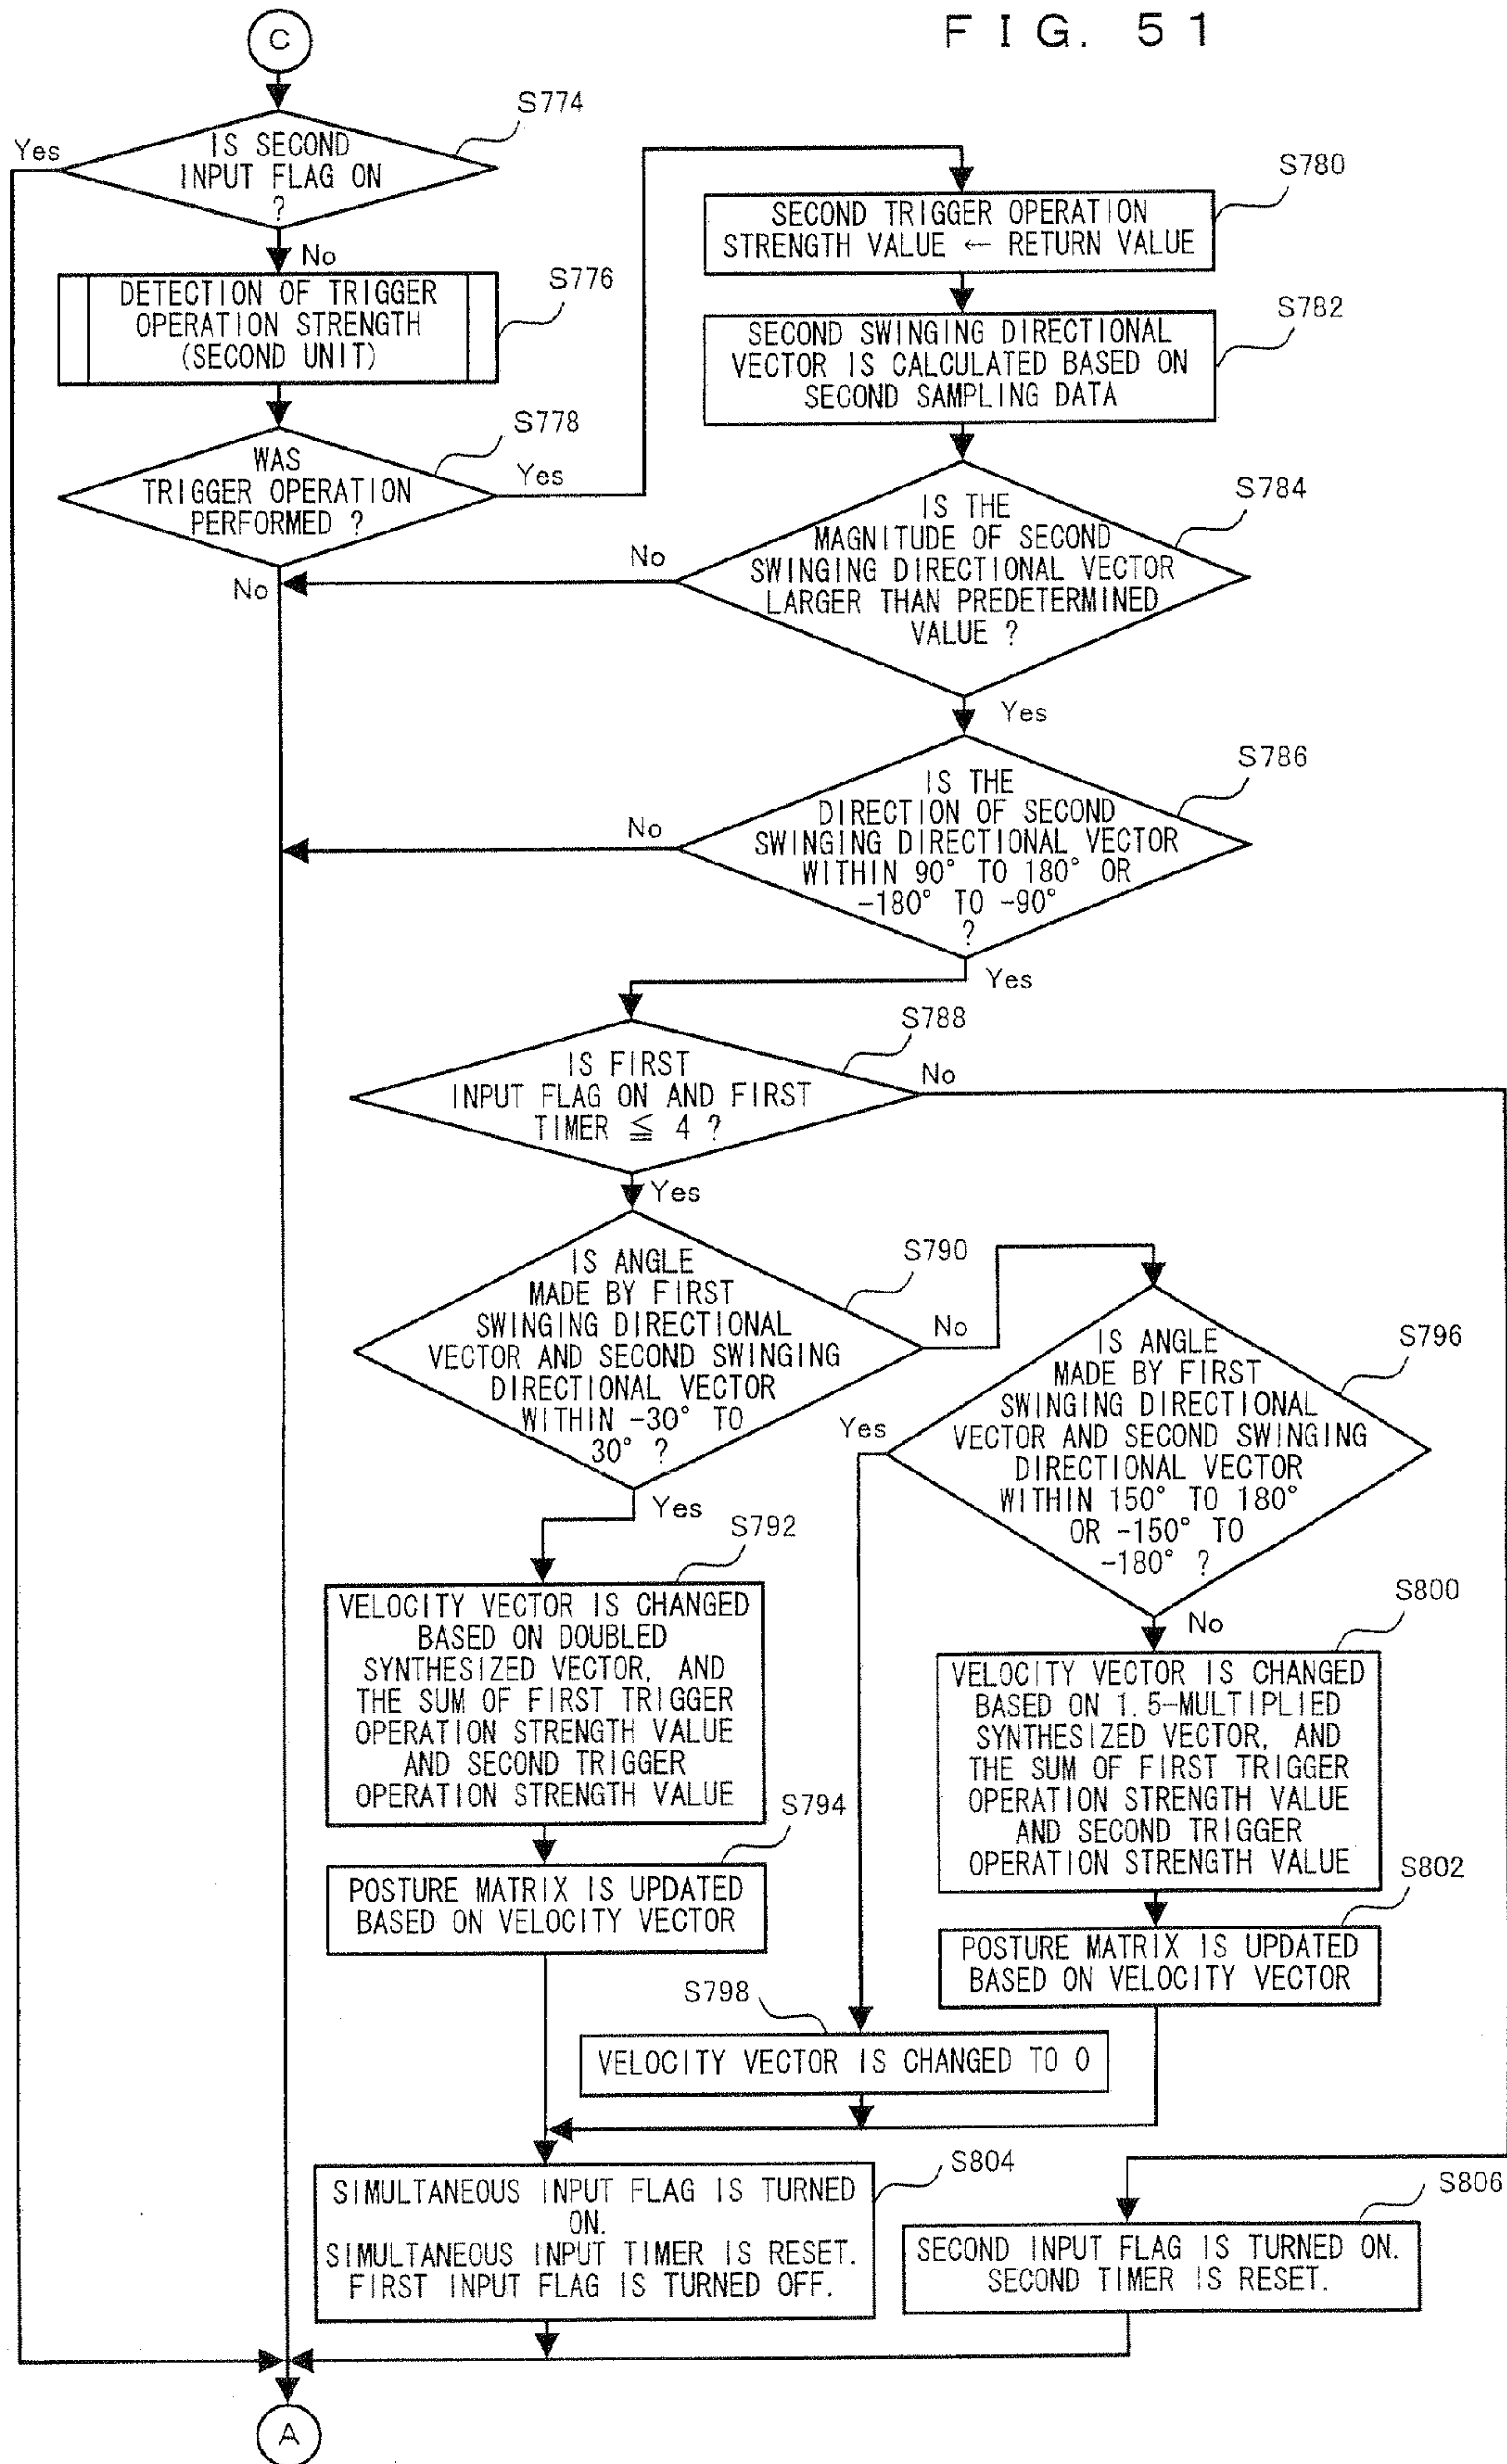 FIG. 51
C
S774
IS SECOND
INPUT FLAG ON
?
Yes
No
S776
DETECTION OF TRIGGER
OPERATION STRENGTH
(SECOND UNIT)
S778
WAS
TRIGGER OPERATION
PERFORMED ?
Yes
No
S780
SECOND TRIGGER OPERATION
STRENGTH VALUE ← RETURN VALUE
S782
SECOND SWINGING DIRECTIONAL
VECTOR IS CALCULATED BASED ON
SECOND SAMPLING DATA
S784
IS THE
MAGNITUDE OF SECOND
SWINGING DIRECTIONAL VECTOR
LARGER THAN PREDETERMINED
VALUE ?
No
Yes
S786
IS THE
DIRECTION OF SECOND
SWINGING DIRECTIONAL VECTOR
WITHIN 90° TO 180° OR
-180° TO -90°
?
No
Yes
S788
IS FIRST
INPUT FLAG ON AND FIRST
TIMER ≦ 4 ?
No
Yes
S790
IS ANGLE
MADE BY FIRST
SWINGING DIRECTIONAL
VECTOR AND SECOND SWINGING
DIRECTIONAL VECTOR
WITHIN -30° TO
30° ?
No
Yes
S796
IS ANGLE
MADE BY FIRST
SWINGING DIRECTIONAL
VECTOR AND SECOND SWINGING
DIRECTIONAL VECTOR
WITHIN 150° TO 180°
OR -150° TO
-180° ?
Yes
No
S792
VELOCITY VECTOR IS CHANGED
BASED ON DOUBLED
SYNTHESIZED VECTOR, AND
THE SUM OF FIRST TRIGGER
OPERATION STRENGTH VALUE
AND SECOND TRIGGER
OPERATION STRENGTH VALUE
S794
POSTURE MATRIX IS UPDATED
BASED ON VELOCITY VECTOR
S800
VELOCITY VECTOR IS CHANGED
BASED ON 1.5-MULTIPLIED
SYNTHESIZED VECTOR, AND
THE SUM OF FIRST TRIGGER
OPERATION STRENGTH VALUE
AND SECOND TRIGGER
OPERATION STRENGTH VALUE
S802
POSTURE MATRIX IS UPDATED
BASED ON VELOCITY VECTOR
S798
VELOCITY VECTOR IS CHANGED TO 0
S804
SIMULTANEOUS INPUT FLAG IS TURNED
ON.
SIMULTANEOUS INPUT TIMER IS RESET.
FIRST INPUT FLAG IS TURNED OFF.
S806
SECOND INPUT FLAG IS TURNED ON.
SECOND TIMER IS RESET.
A